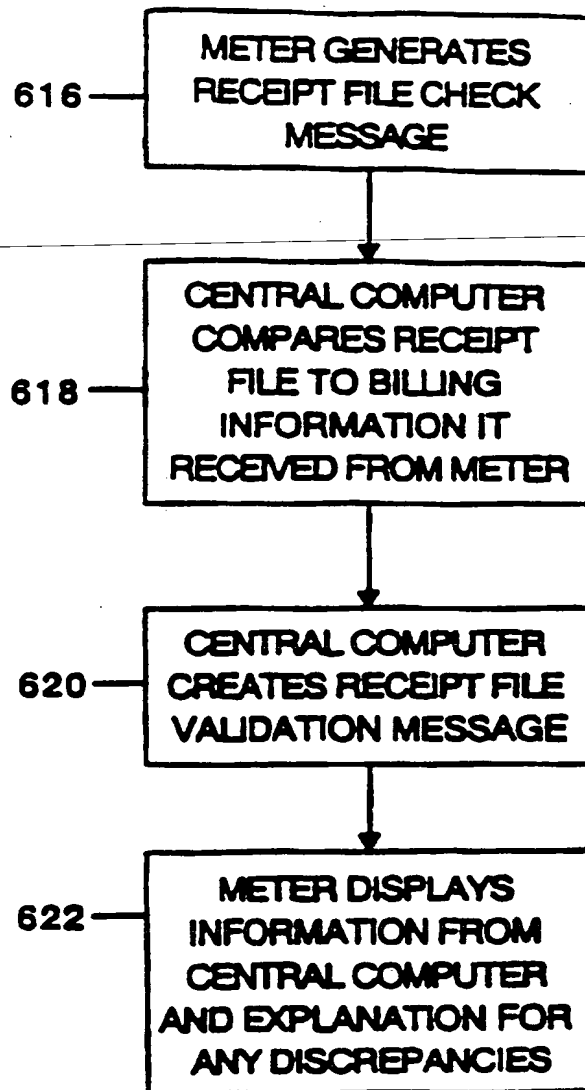 616
METER GENERATES
RECEIPT FILE CHECK
MESSAGE
618
CENTRAL COMPUTER
COMPARES RECEIPT
FILE TO BILLING
INFORMATION IT
RECEIVED FROM METER
620
CENTRAL COMPUTER
CREATES RECEIPT FILE
VALIDATION MESSAGE
622
METER DISPLAYS
INFORMATION FROM
CENTRAL COMPUTER
AND EXPLANATION FOR
ANY DISCREPANCIES